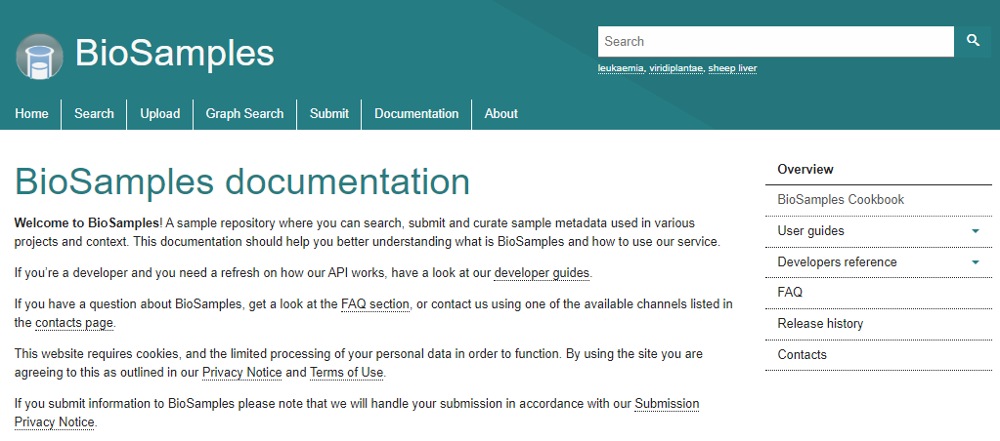 BioSamples
Search
leukaemia, viridiplantae, sheep liver
Home
Search
Upload
Graph Search
Submit
Documentation
About
BioSamples documentation
Welcome to BioSamples! A sample repository where you can search, submit and curate sample metadata used in various
projects and context. This documentation should help you better understanding what is BioSamples and how to use our service.
If you’re a developer and you need a refresh on how our API works, have a look at our developer guides.
If you have a question about BioSamples, get a look at the FAQ section, or contact us using one of the available channels listed in
the contacts page.
This website requires cookies, and the limited processing of your personal data in order to function. By using the site you are
agreeing to this as outlined in our Privacy Notice and Terms of Use.
If you submit information to BioSamples please note that we will handle your submission in accordance with our Submission
Privacy Notice.
Overview
BioSamples Cookbook
User guides
Developers reference
FAQ
Release history
Contacts